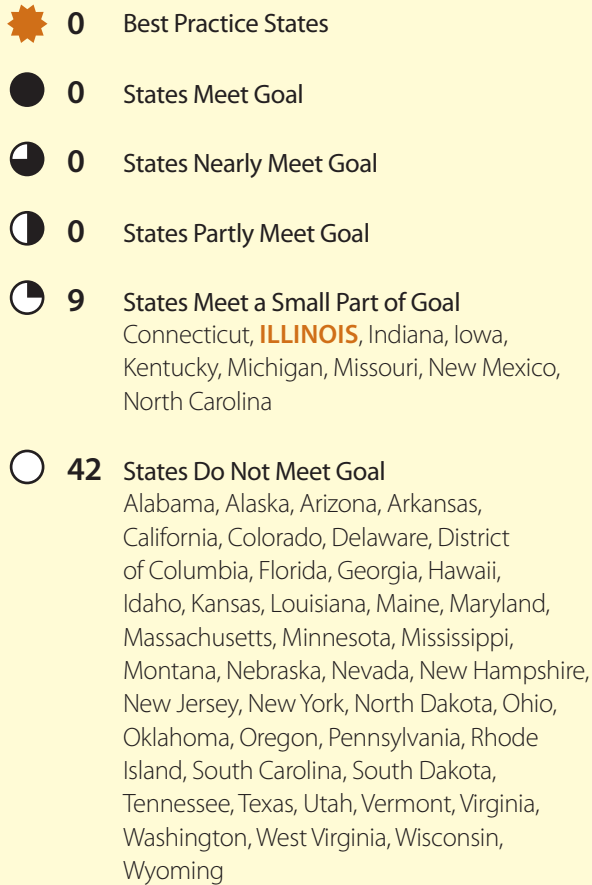 0 Best Practice States
0 States Meet Goal
0 States Nearly Meet Goal
0 States Partly Meet Goal
9 States Meet a Small Part of Goal
Connecticut, ILLINOIS, Indiana, Iowa,
Kentucky, Michigan, Missouri, New Mexico,
North Carolina
42 States Do Not Meet Goal
Alabama, Alaska, Arizona, Arkansas,
California, Colorado, Delaware, District
of Columbia, Florida, Georgia, Hawaii,
Idaho, Kansas, Louisiana, Maine, Maryland,
Massachusetts, Minnesota, Mississippi,
Montana, Nebraska, Nevada, New Hampshire,
New Jersey, New York, North Dakota, Ohio,
Oklahoma, Oregon, Pennsylvania, Rhode
Island, South Carolina, South Dakota,
Tennessee, Texas, Utah, Vermont, Virginia,
Washington, West Virginia, Wisconsin,
Wyoming